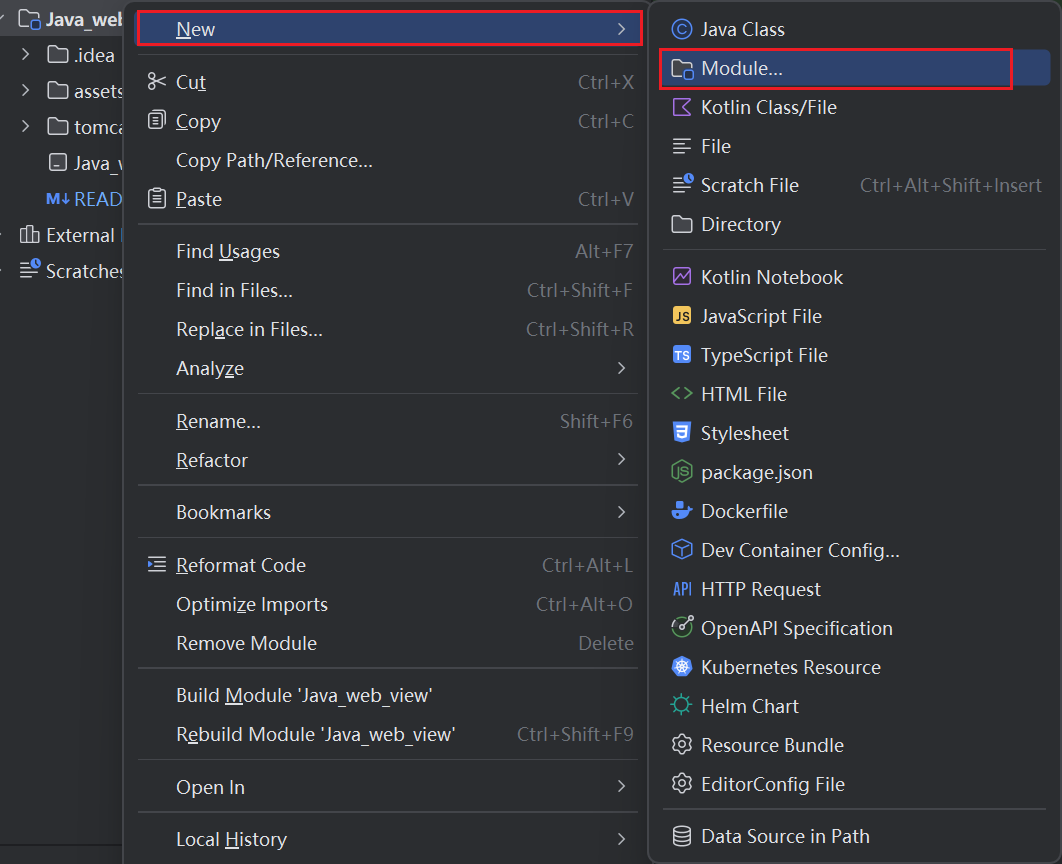 Java_web
.idea
assets
tomca
Java_v
M↓ READ
External
Scratches
New
Cut Ctrl+X
Copy Ctrl+C
Copy Path/Reference...
Paste Ctrl+V
Find Usages Alt+F7
Find in Files... Ctrl+Shift+F
Replace in Files... Ctrl+Shift+R
Analyze
Rename... Shift+F6
Refactor
Bookmarks
Reformat Code Ctrl+Alt+L
Optimize Imports Ctrl+Alt+O
Remove Module Delete
Build Module 'Java_web_view'
Rebuild Module 'Java_web_view' Ctrl+Shift+F9
Open In
Local History
Java Class
Module...
Kotlin Class/File
File
Scratch File Ctrl+Alt+Shift+Insert
Directory
Kotlin Notebook
JS JavaScript File
TS TypeScript File
HTML File
Stylesheet
package.json
Dockerfile
Dev Container Config...
API HTTP Request
OpenAPI Specification
Kubernetes Resource
Helm Chart
Resource Bundle
EditorConfig File
Data Source in Path